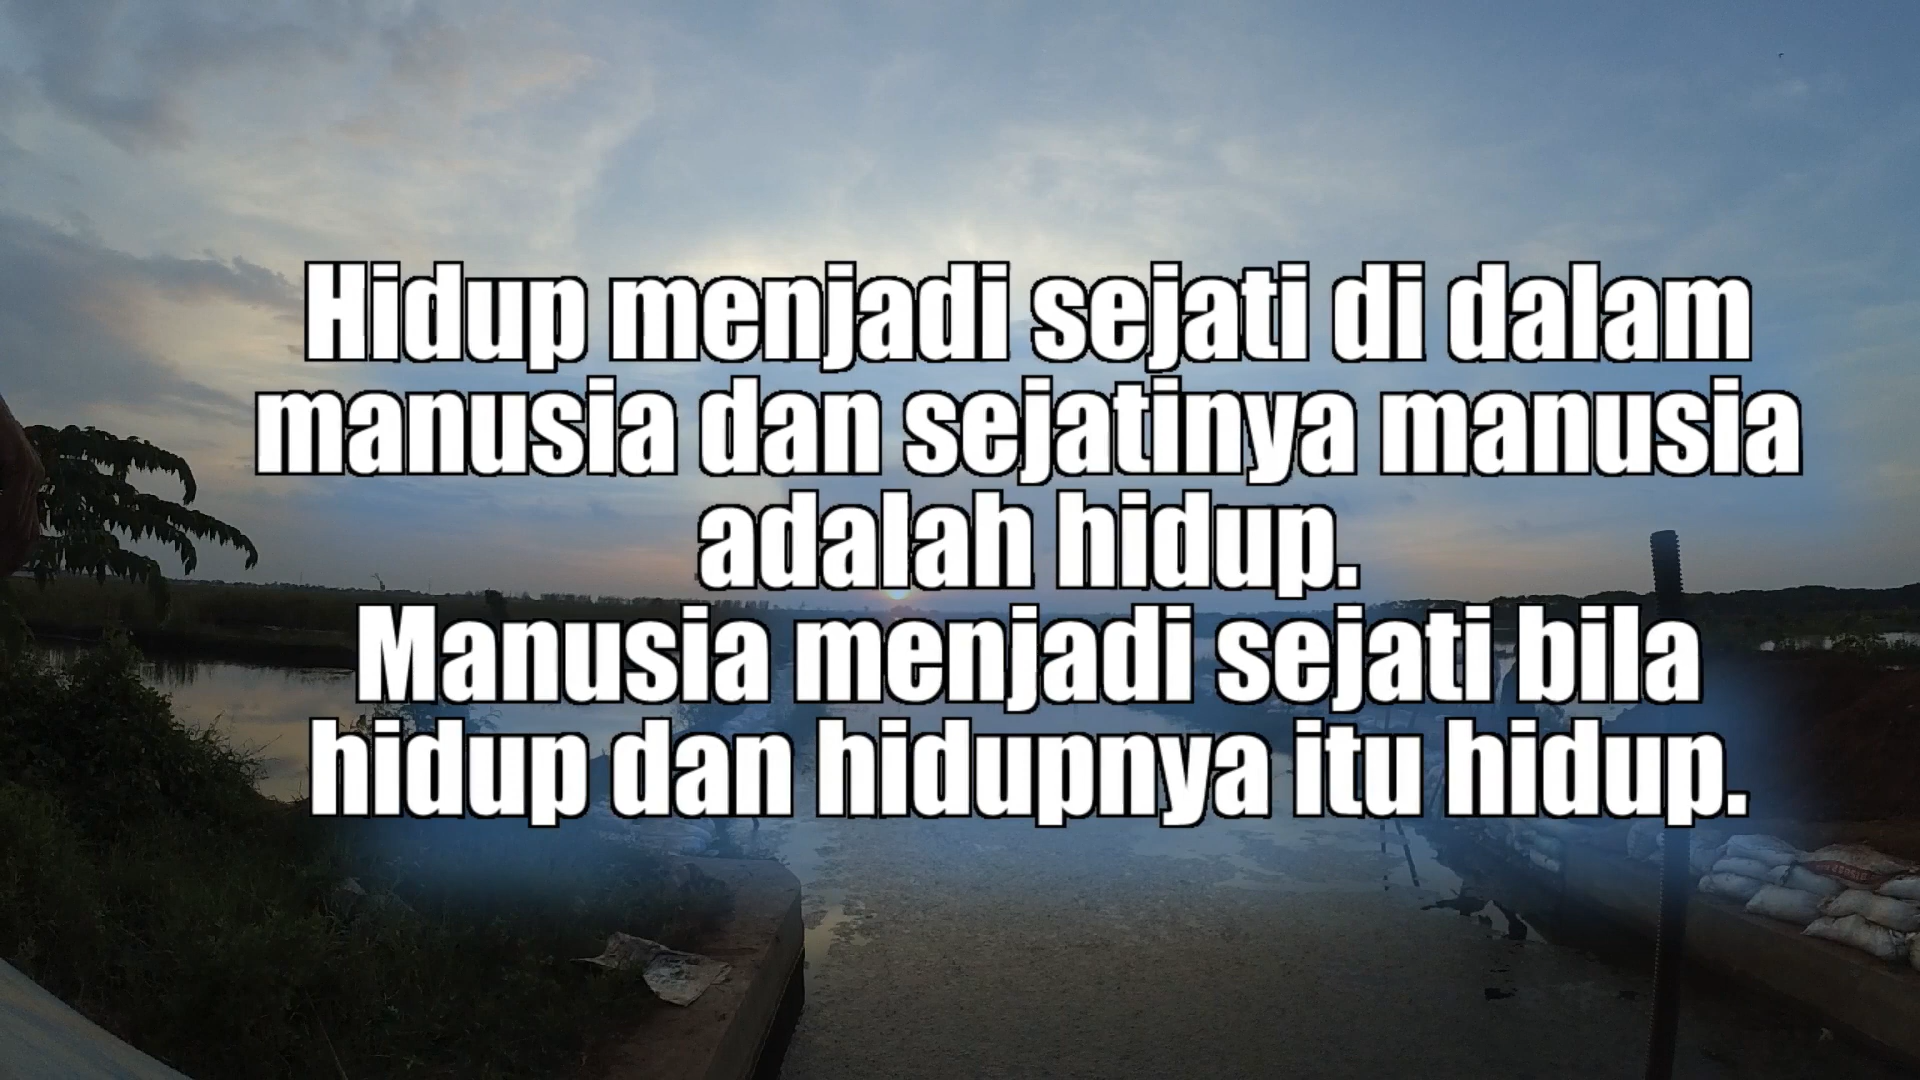 Hidup menjadi sejati di dalam
manusia dan sejatinya manusia
adalah hidup.
Manusia menjadi sejati bila
hidup dan hidupnya itu hidup.